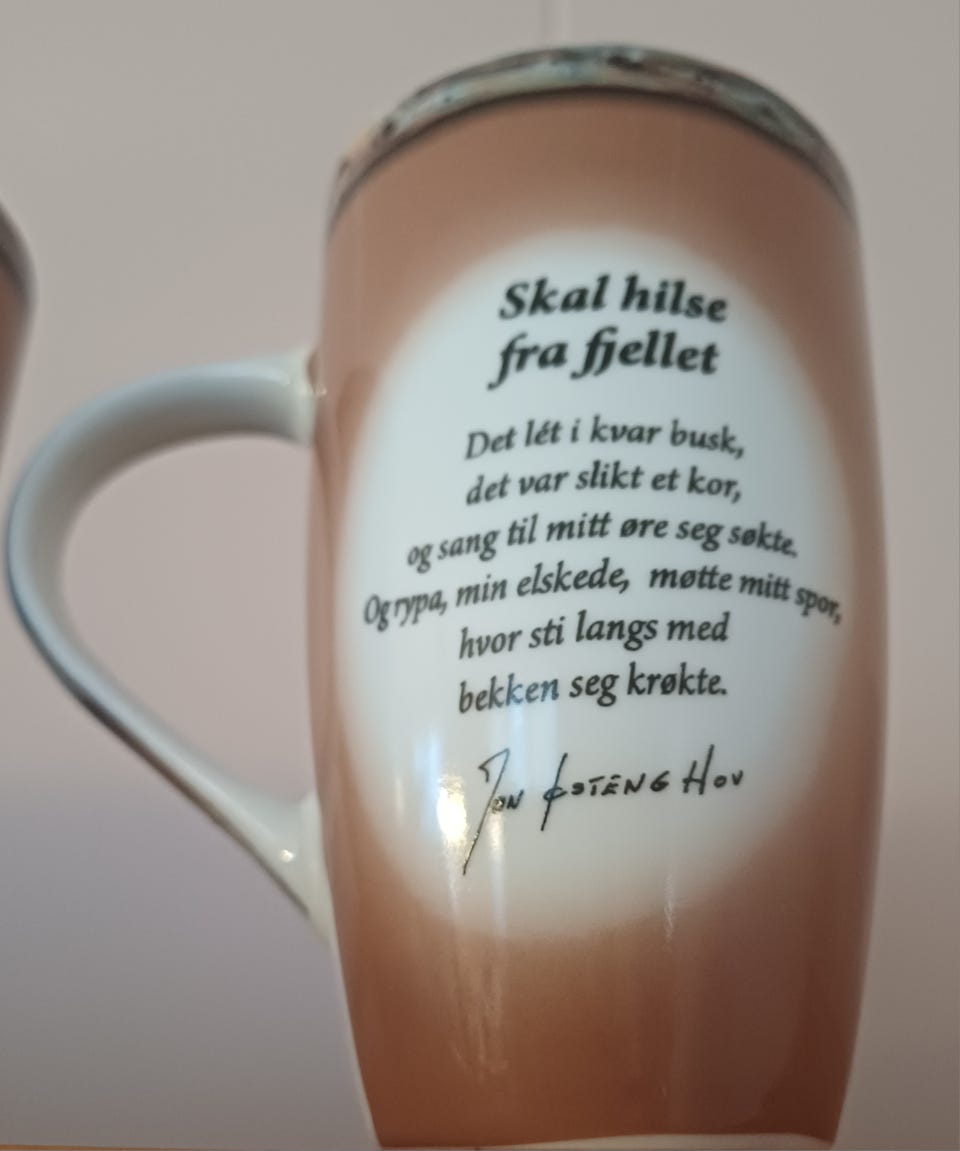 Skal hilse
fra fjellet
Det lét i kvar busk,
det var slikt et kor,
og sang til mitt øre seg søkte.
Og rypa, min elskede, møtte mitt spor,
hvor sti langs med
bekken seg krøkte.
Jon Østeng Hov